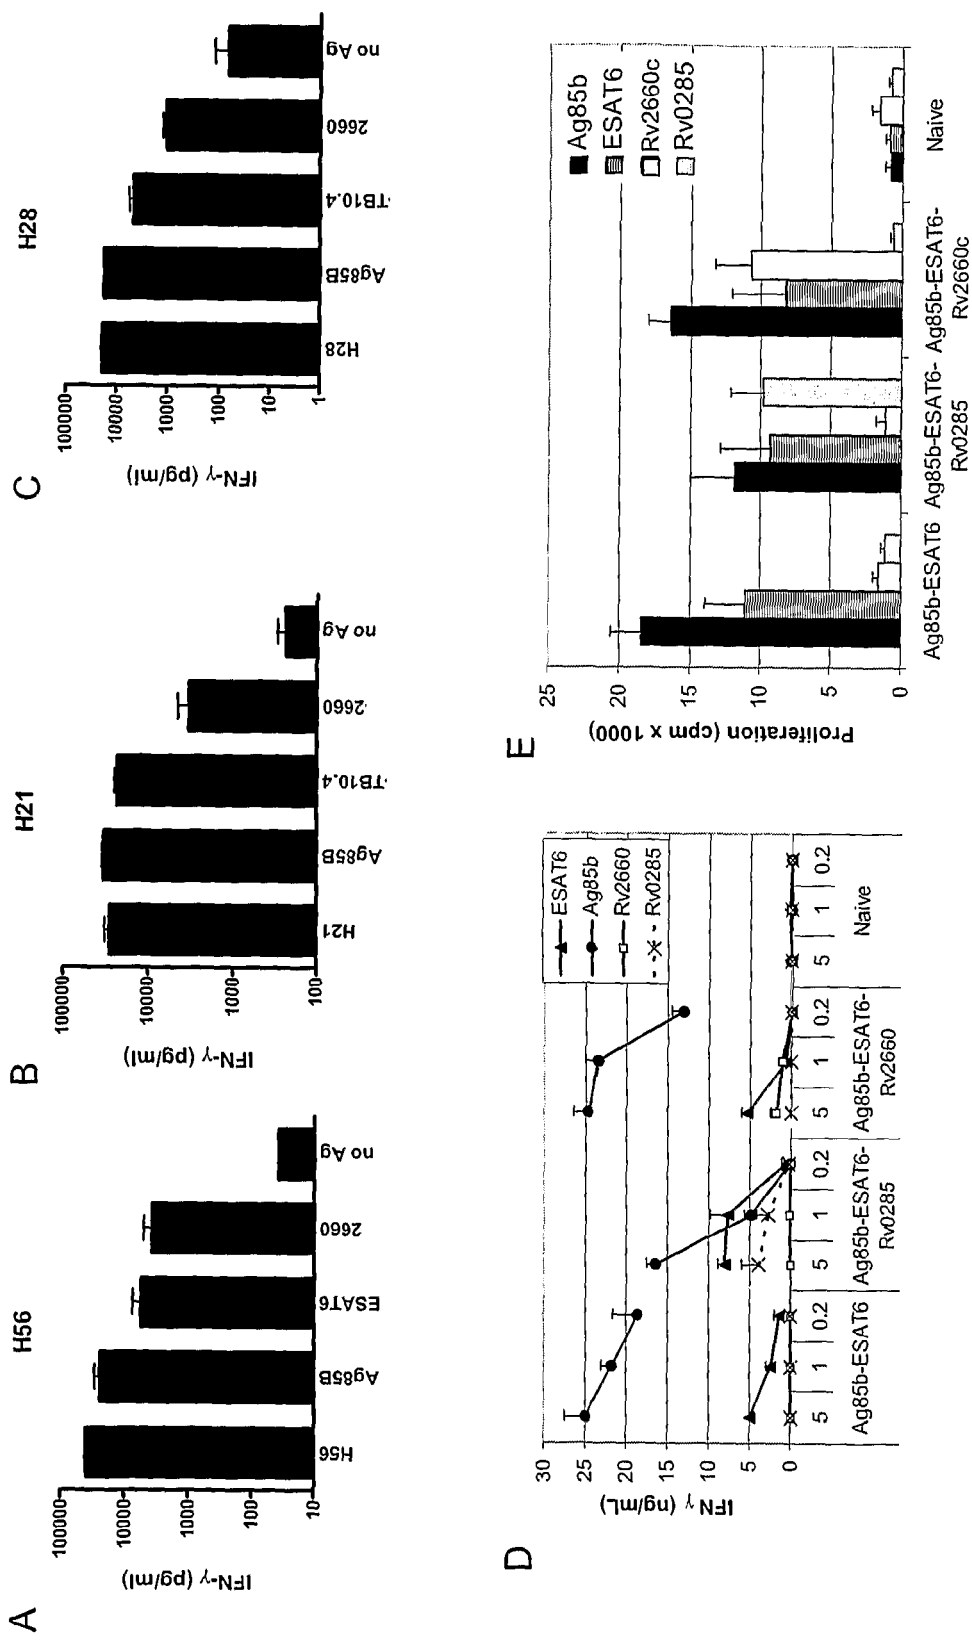 A
H56
IFN-γ (pg/ml)
100000
10000
1000
100
10
H56
Ag85B
ESAT6
2660
no Ag
B
H21
IFN-γ (pg/ml)
100000
10000
1000
100
H21
Ag85B
TB10.4
2660
no Ag
C
H28
IFN-γ (pg/ml)
100000
10000
1000
100
10
1
H28
Ag85B
TB10.4
2660
no Ag
D
IFN γ (ng/mL)
30
25
20
15
10
5
0
ESAT6
Ag85b
Rv2660
Rv0285
5 1 0.2 5 1 0.2 5 1 0.2 5 1 0.2
Ag85b-ESAT6
Ag85b-ESAT6-
Rv0285
Ag85b-ESAT6-
Rv2660
Naive
E
Proliferation (cpm x 1000)
25
20
15
10
5
0
Ag85b
ESAT6
Rv2660c
Rv0285
Ag85b-ESAT6
Ag85b-ESAT6-
Rv0285
Ag85b-ESAT6-
Rv2660c
Naive